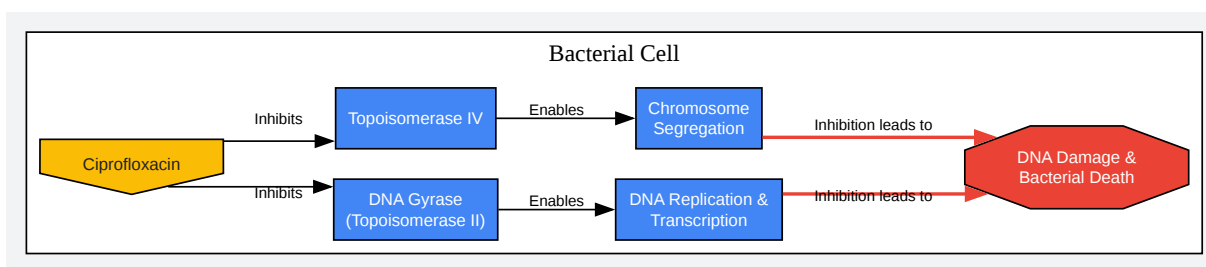 Bacterial Cell
Ciprofloxacin
Inhibits
Topoisomerase IV
Enables
Chromosome
Segregation
Inhibition leads to
Inhibits
DNA Gyrase
(Topoisomerase II)
Enables
DNA Replication &
Transcription
Inhibition leads to
DNA Damage &
Bacterial Death